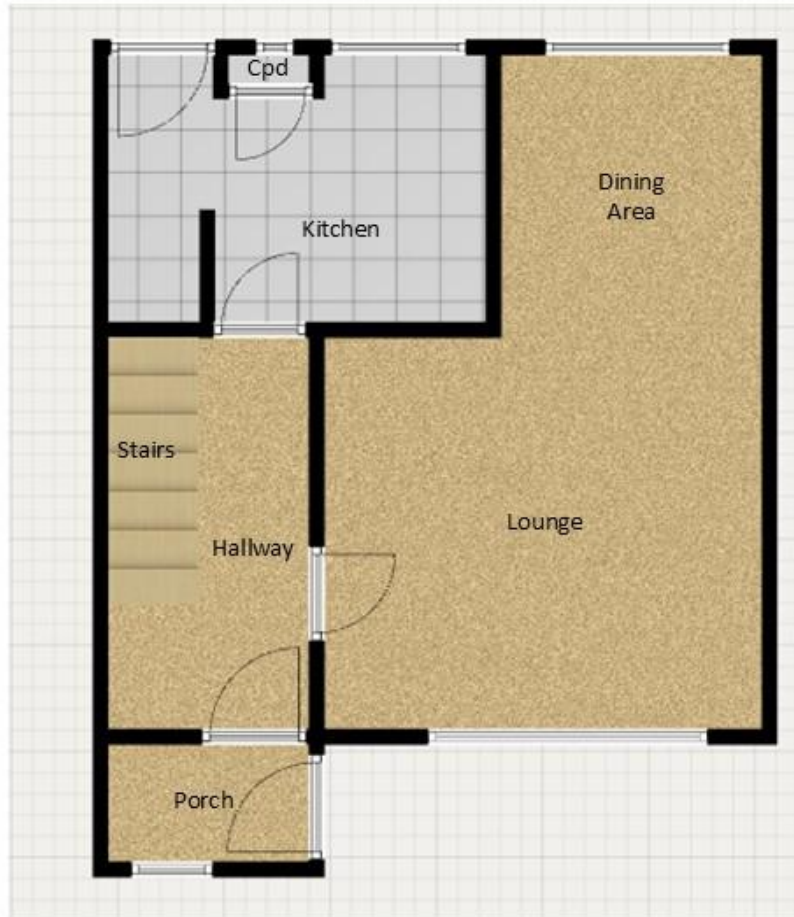 Cpd
Dining
Area
Kitchen
Stairs
Lounge
Hallway
Porch